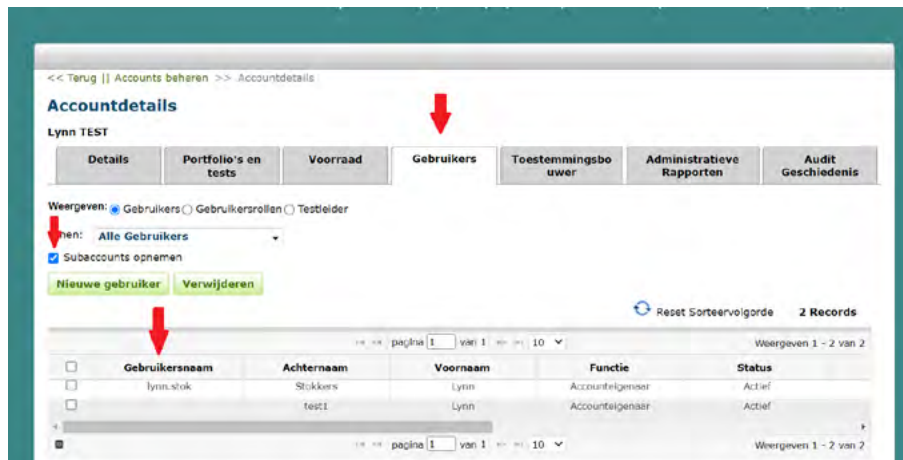 << Terug || Accounts beheren >> Accountdetails
Accountdetails
Lynn TEST
Details Portfolio's en tests Voorraad Gebruikers Toestemmingsbo uwer Administratieve Rapporten Audit Geschiedenis
Weergeven: Gebruikers Gebruikersrollen Testleider
Alle Gebruikers
Subaccounts opnemen
Nieuwe gebruiker Verwijderen
Reset Sorteervolgorde 2 Records
pagina 1 van 1 10 Weergeven 1 - 2 van 2
Gebruikersnaam Achternaam Voornaam Functie Status
lynn.stok Stokkers Lynn Accounteigenaar Actief
test1 Lynn Accounteigenaar Actief
pagina 1 van 1 10 Weergeven 1 - 2 van 2